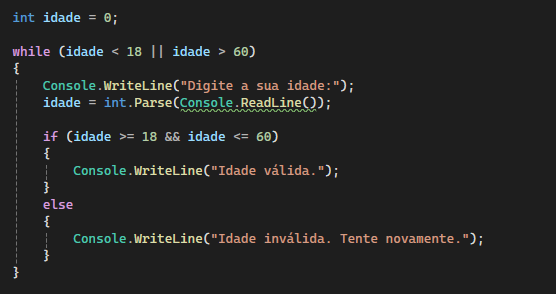 int idade = 0;
while (idade < 18 || idade > 60)
{
Console.WriteLine("Digite a sua idade:");
idade = int.Parse(Console.ReadLine());
if (idade >= 18 && idade <= 60)
{
Console.WriteLine("Idade válida.");
}
else
{
Console.WriteLine("Idade inválida. Tente novamente.");
}
}